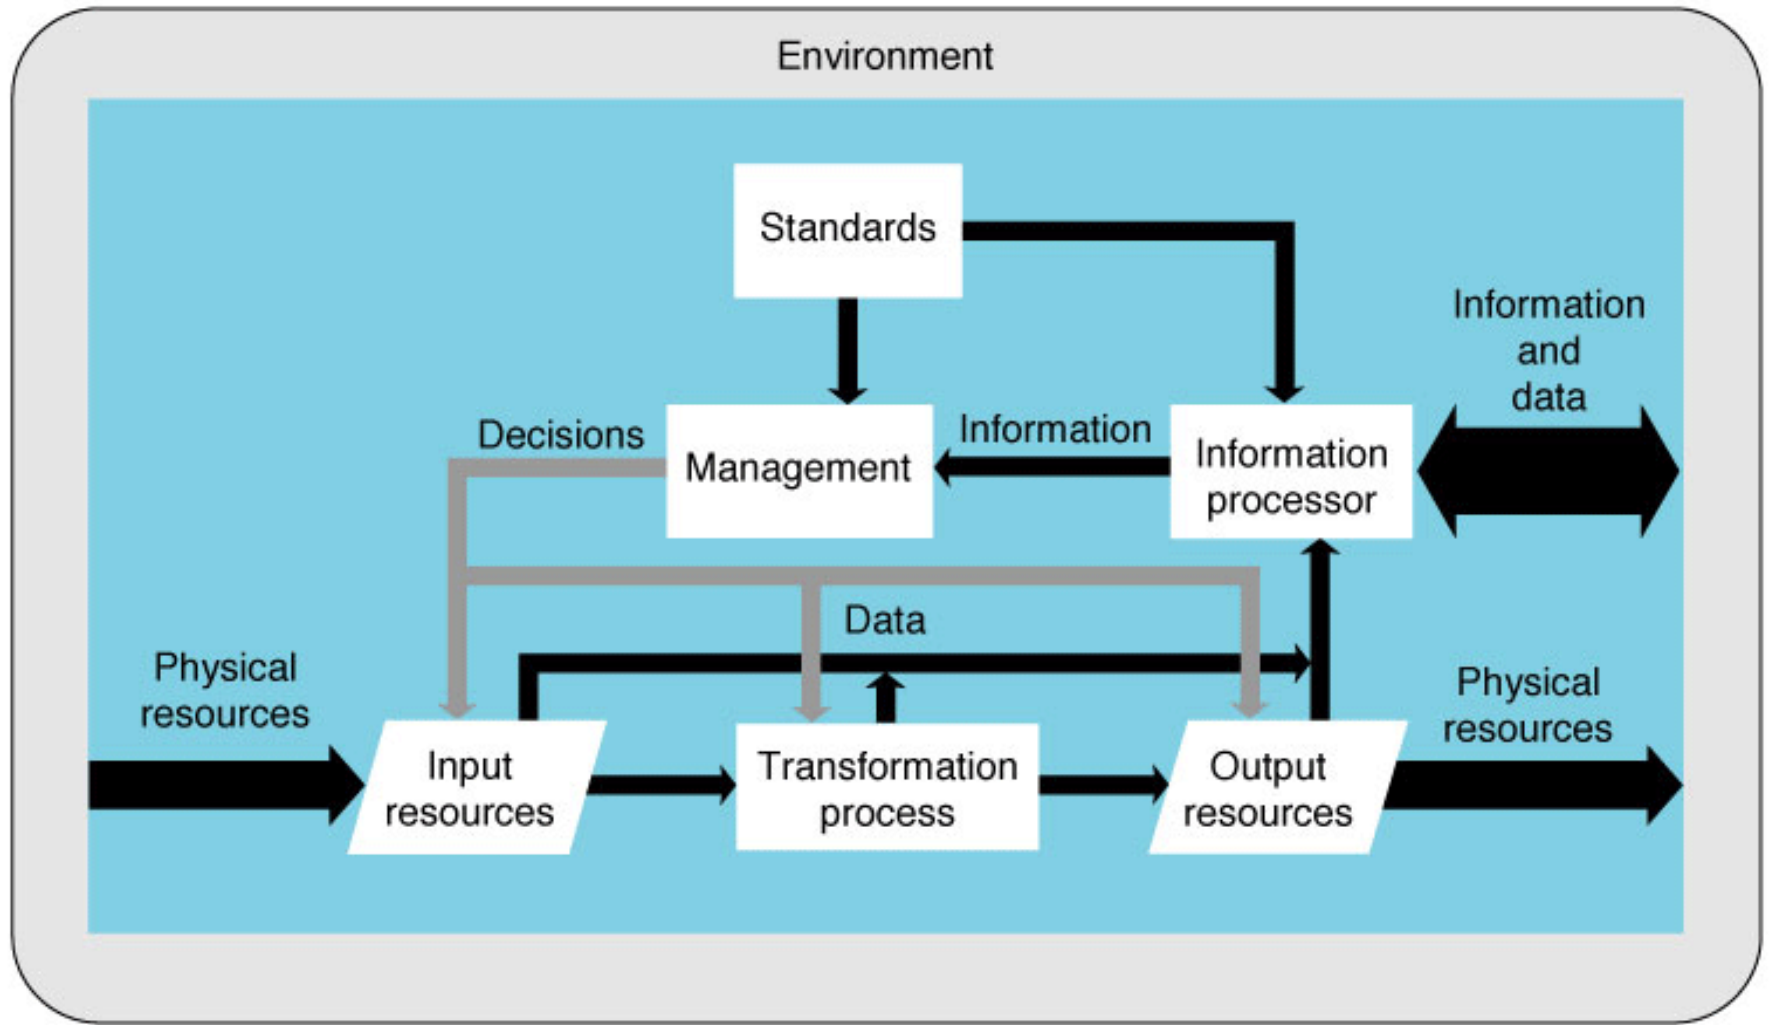 Environment
Standards
Information
and
data
Decisions
Management
Information
Information
processor
Data
Physical
resources
Physical
resources
Input
resources
Transformation
process
Output
resources